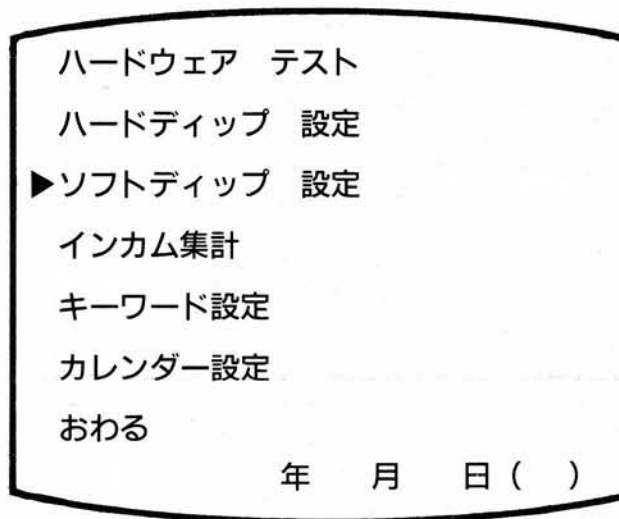 ハードウェア テスト
ハードディップ 設定
▶ソフトディップ 設定
インカム集計
キーワード設定
カレンダー設定
おわる
年 月 日 ( )